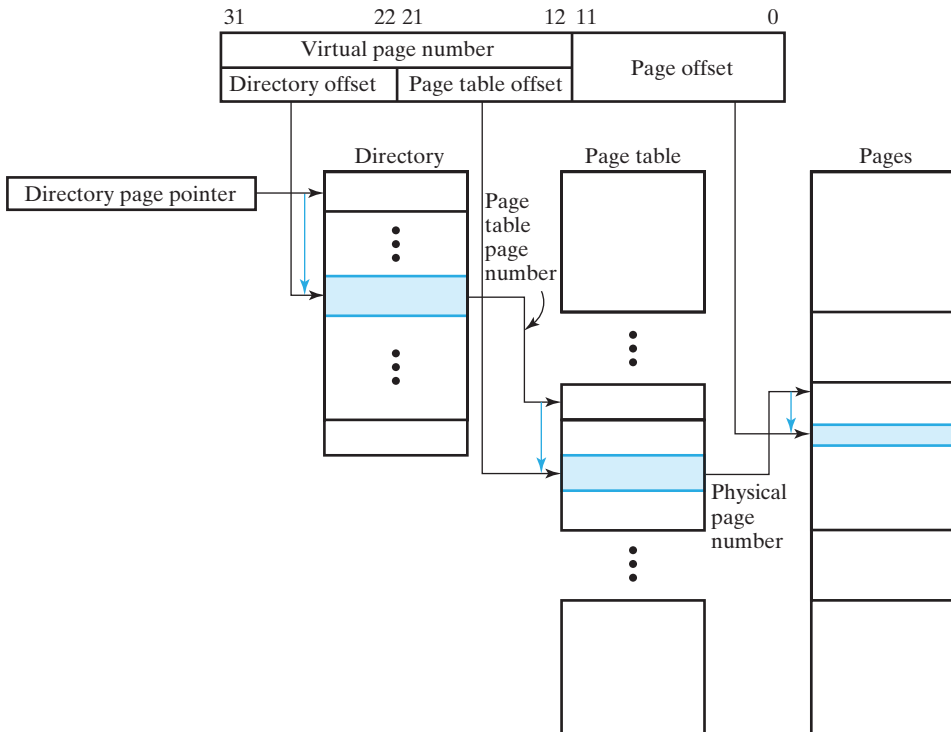 31 22 21 12 11 0
Virtual page number
Page offset
Directory offset Page table offset
Directory Page table Pages
Directory page pointer
Page
table
page
number
Physical
page
number